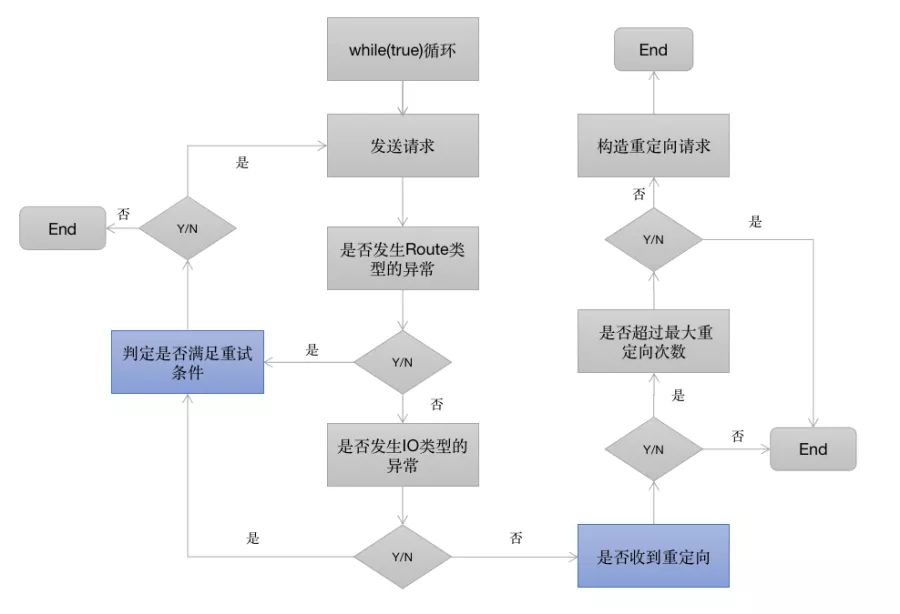 while(true)循环
End
发送请求
构造重定向请求
是
否
否
End
Y/N
Y/N
是
是否发生Route类
型的异常
是否超过最大重
定向次数
判定是否满足重试
条件
是
Y/N
否
是
是否发生IO类型的
异常
Y/N
否
End
是
Y/N
否
是否收到重定向